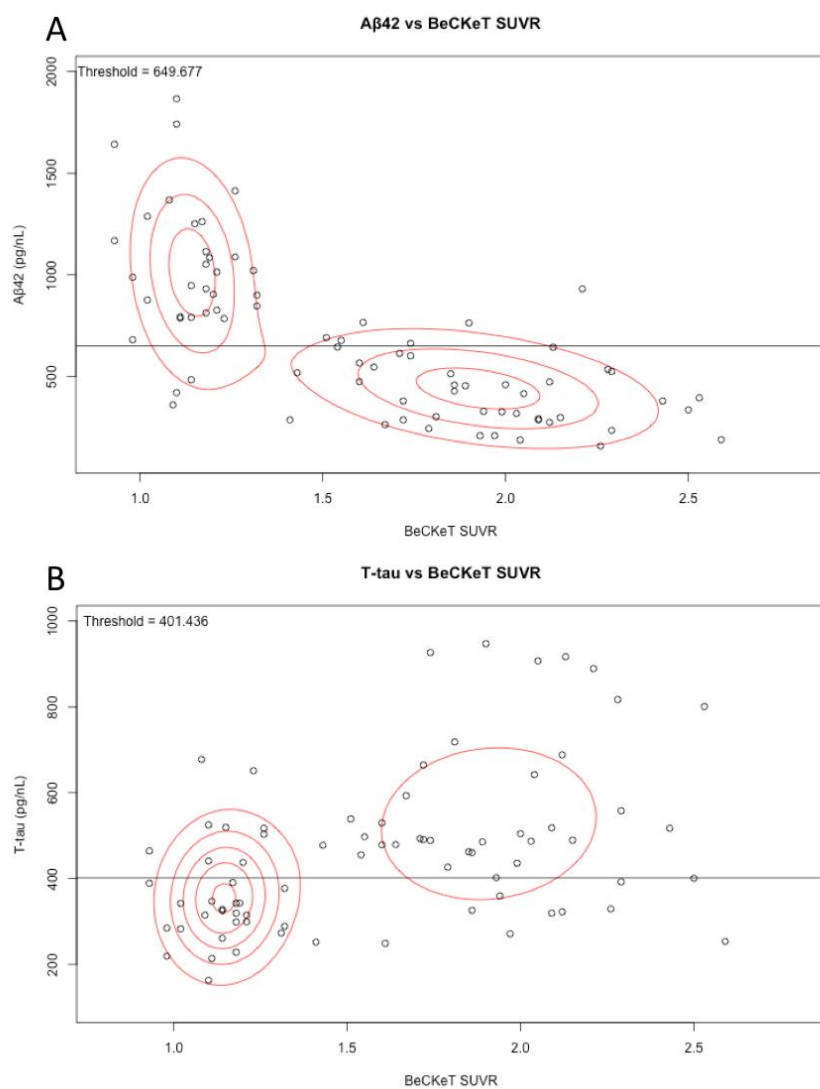 A
Aβ42 vs BeCKeT SUVR
Threshold = 649.677
2000
1500
1000
500
Aβ42 (pg/nL)
1.0 1.5 2.0 2.5
BeCKeT SUVR
B
T-tau vs BeCKeT SUVR
Threshold = 401.436
1000
800
600
400
200
T-tau (pg/nL)
1.0 1.5 2.0 2.5
BeCKeT SUVR